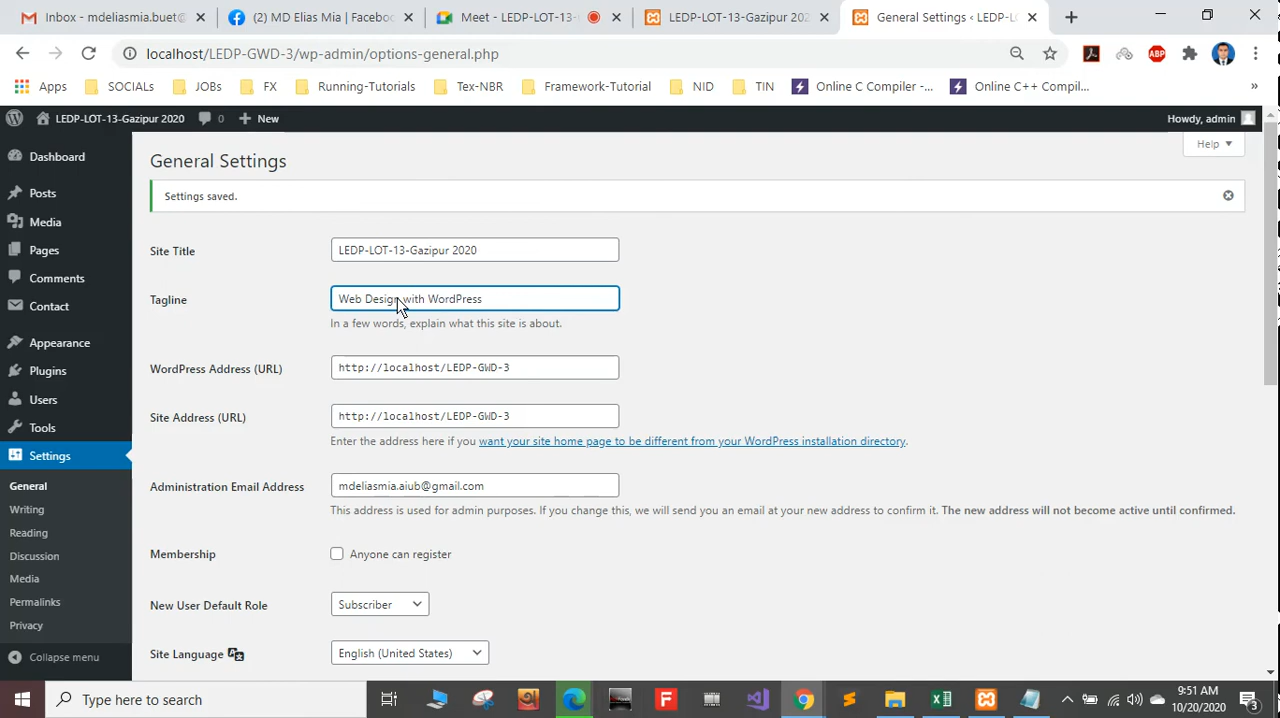 Inbox - mdeliasmia.buet@
(2) MD Elias Mia | Faceboo
Meet - LEDP-LOT-13-
LEDP-LOT-13-Gazipur 202
General Settings ‹ LEDP-L
localhost/LEDP-GWD-3/wp-admin/options-general.php
ABP
Apps
SOCIALS
JOBs
FX
Running-Tutorials
Tex-NBR
Framework-Tutorial
NID
TIN
Online C Compiler -...
Online C++ Compil...
»
LEDP-LOT-13-Gazipur 2020
0
New
Howdy, admin
Help
Dashboard
Posts
Media
Pages
Comments
Contact
Appearance
Plugins
Users
Tools
Settings
General
Writing
Reading
Discussion
Media
Permalinks
Privacy
Collapse menu
General Settings
Settings saved.
Site Title
LEDP-LOT-13-Gazipur 2020
Tagline
Web Design with WordPress
In a few words, explain what this site is about.
WordPress Address (URL)
http://localhost/LEDP-GWD-3
Site Address (URL)
http://localhost/LEDP-GWD-3
Enter the address here if you want your site home page to be different from your WordPress installation directory.
Administration Email Address
mdeliasmia.aiub@gmail.com
This address is used for admin purposes. If you change this, we will send you an email at your new address to confirm it. The new address will not become active until confirmed.
Membership
Anyone can register
New User Default Role
Subscriber
Site Language
English (United States)
Type here to search
9:51 AM
10/20/2020
3